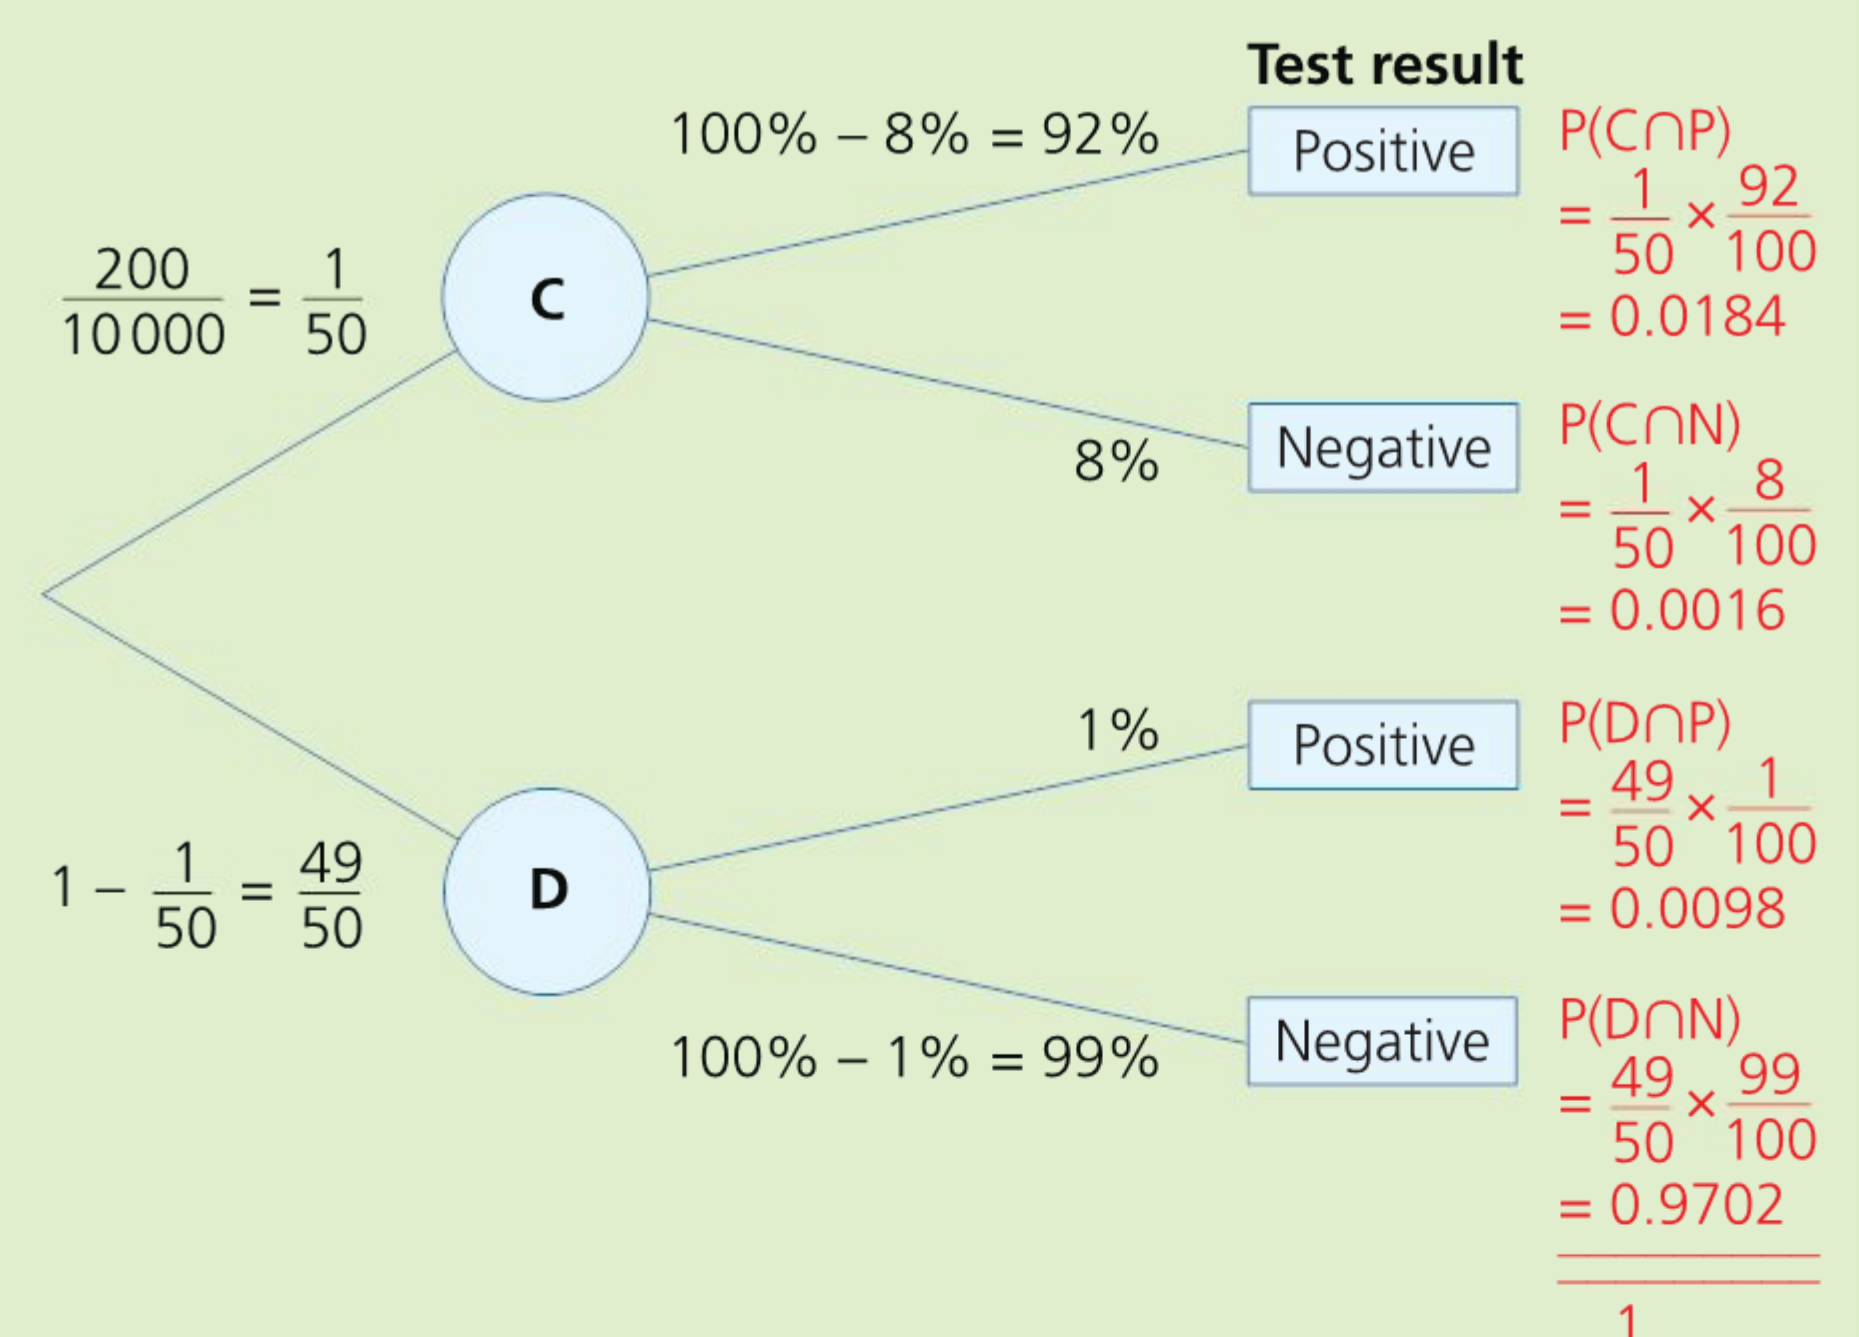 Test result
100% – 8% = 92%
Positive
P(C∩P)
= 1/50 × 92/100
= 0.0184
200/10 000 = 1/50
C
8%
Negative
P(C∩N)
= 1/50 × 8/100
= 0.0016
1%
Positive
P(D∩P)
= 49/50 × 1/100
= 0.0098
1 – 1/50 = 49/50
D
100% – 1% = 99%
Negative
P(D∩N)
= 49/50 × 99/100
= 0.9702
1